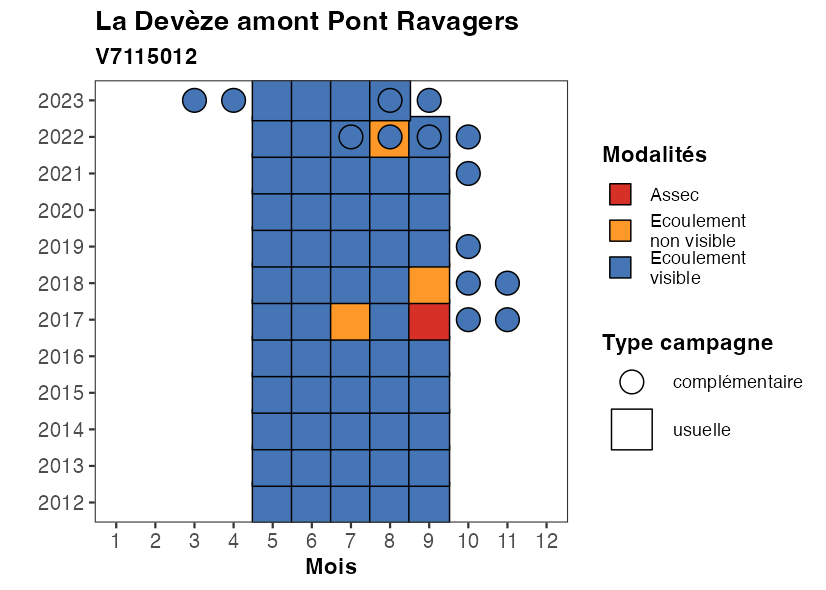 La Devèze amont Pont Ravagers
V7115012
2023
2022
2021
2020
2019
2018
2017
2016
2015
2014
2013
2012
1 2 3 4 5 6 7 8 9 10 11 12
Mois
Modalités
Assec
Ecoulement
non visible
Ecoulement
visible
Type campagne
complémentaire
usuelle